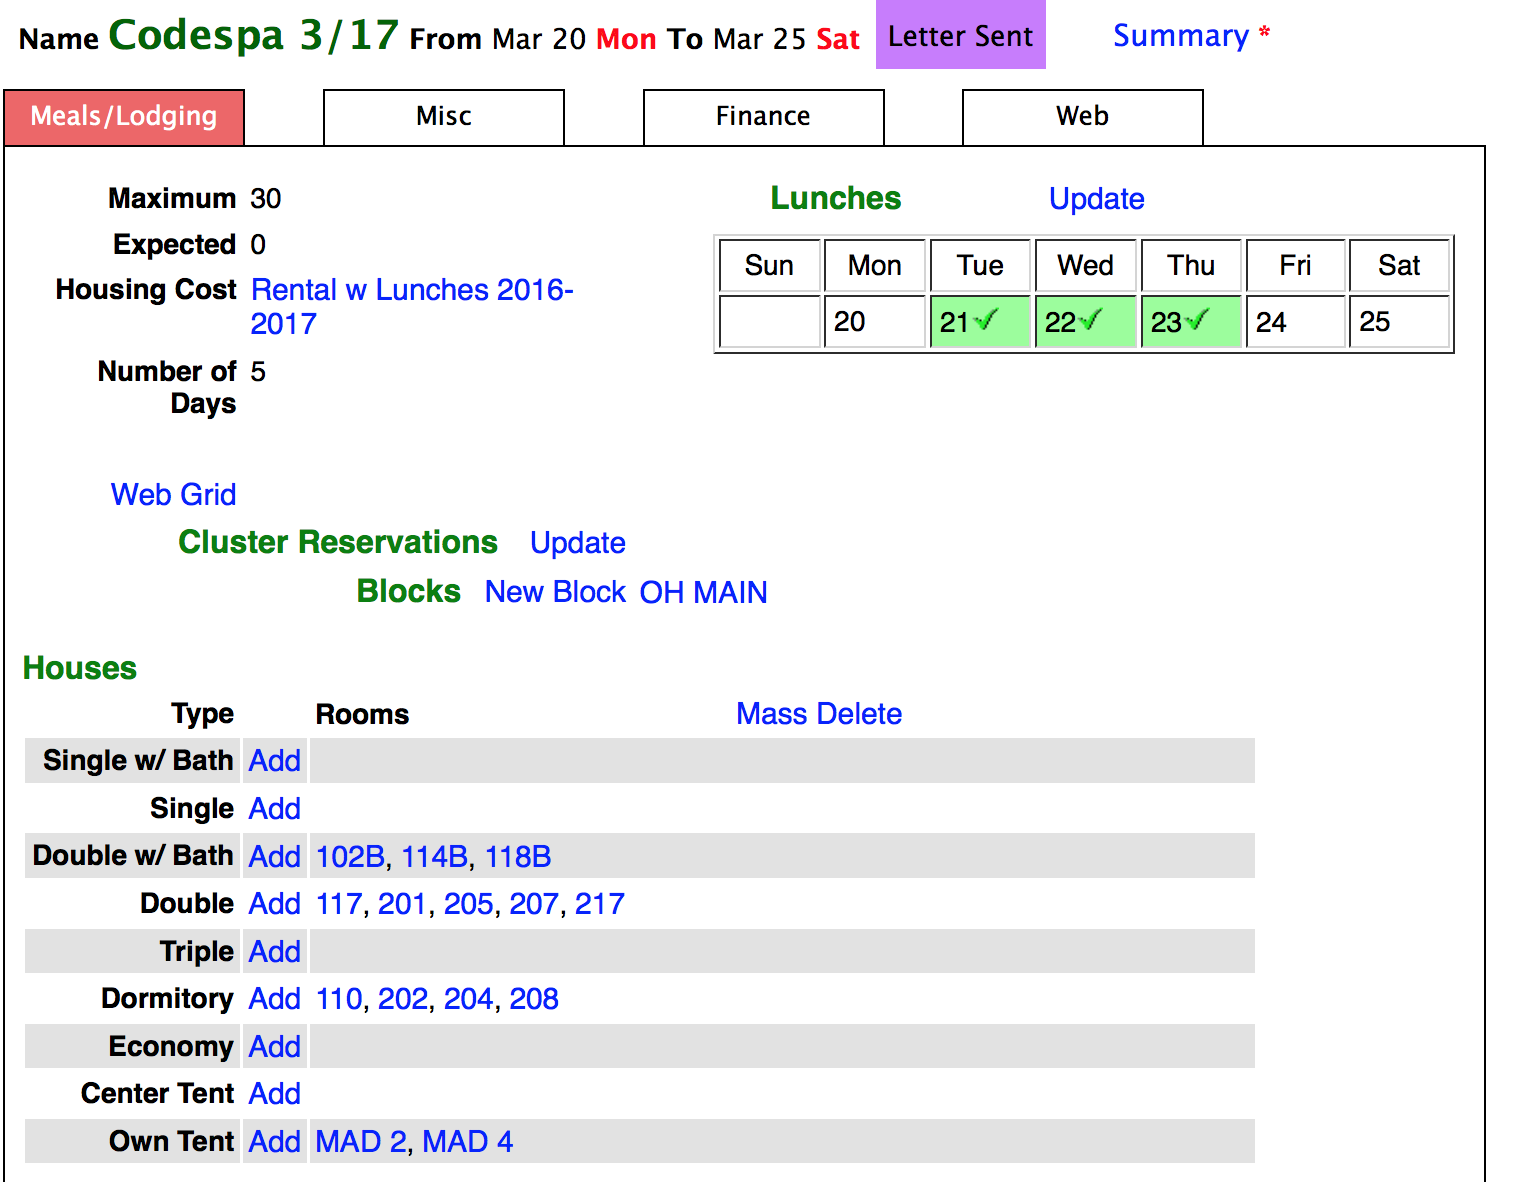 Name Codespa 3/17 From Mar 20 Mon To Mar 25 Sat Letter Sent Summary *
Meals/Lodging Misc Finance Web
Maximum 30
Expected 0
Housing Cost Rental w Lunches 2016-
2017
Number of 5
Days
Lunches Update
Sun Mon Tue Wed Thu Fri Sat
20 21✓ 22✓ 23✓ 24 25
Web Grid
Cluster Reservations Update
Blocks New Block OH MAIN
Houses
Type Rooms Mass Delete
Single w/ Bath Add
Single Add
Double w/ Bath Add 102B, 114B, 118B
Double Add 117, 201, 205, 207, 217
Triple Add
Dormitory Add 110, 202, 204, 208
Economy Add
Center Tent Add
Own Tent Add MAD 2, MAD 4